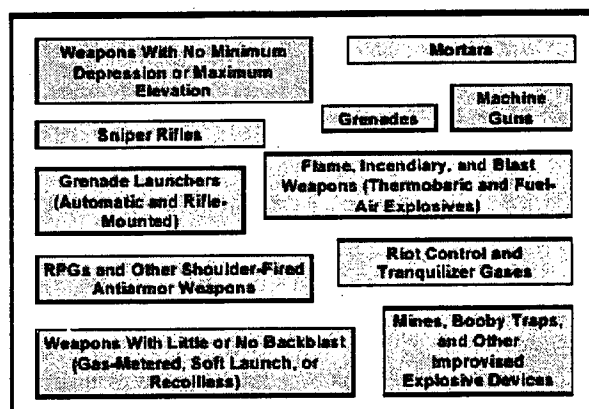 Weapons With No Minimum
Depression or Maximum
Elevation
Mortars
Sniper Rifles
Grenades
Machine
Guns
Grenade Launchers
(Automatic and Rifle-
Mounted)
Flame, Incendiary, and Blast
Weapons (Thermobaric and Fuel-
Air Explosives)
RPGs and Other Shoulder-Fired
Antiarmor Weapons
Riot Control and
Tranquilizer Gases
Weapons With Little or No Backblast
(Gas-Metered, Soft Launch, or
Recoilless)
Mines, Booby Traps,
and Other
Improvised
Explosive Devices